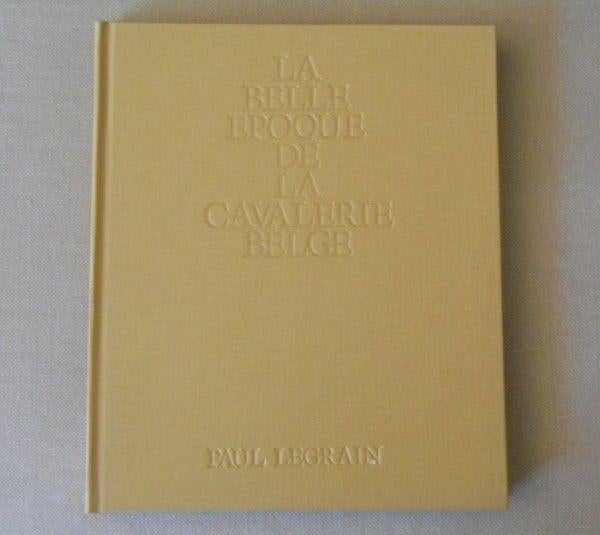 LA
BELLE
EPOQUE
DE
LA
CAVALERIE
BELGE
PAUL LEGRAIN